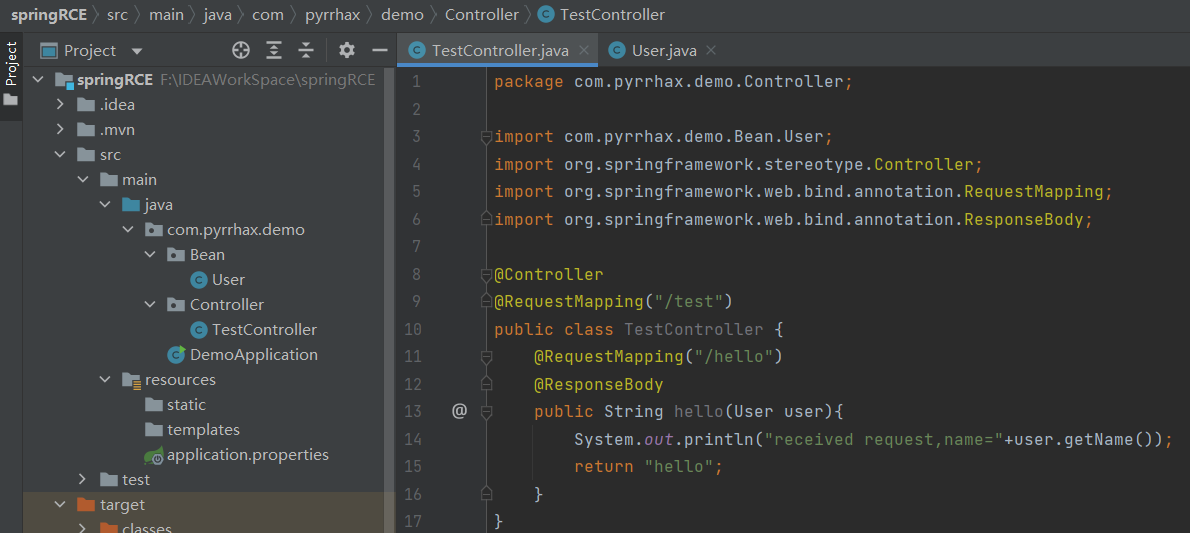 springRCE src main java com pyrrhax demo Controller TestController
Project
Project
TestController.java
User.java
springRCE F:\IDEAWorkSpace\springRCE
.idea
.mvn
src
main
java
com.pyrrhax.demo
Bean
User
Controller
TestController
DemoApplication
resources
static
templates
application.properties
test
target
classes
1 package com.pyrrhax.demo.Controller;
2
3 import com.pyrrhax.demo.Bean.User;
4 import org.springframework.stereotype.Controller;
5 import org.springframework.web.bind.annotation.RequestMapping;
6 import org.springframework.web.bind.annotation.ResponseBody;
7
8 @Controller
9 @RequestMapping("/test")
10 public class TestController {
11 @RequestMapping("/hello")
12 @ResponseBody
13 @ public String hello(User user){
14 System.out.println("received request,name="+user.getName());
15 return "hello";
16 }
17 }